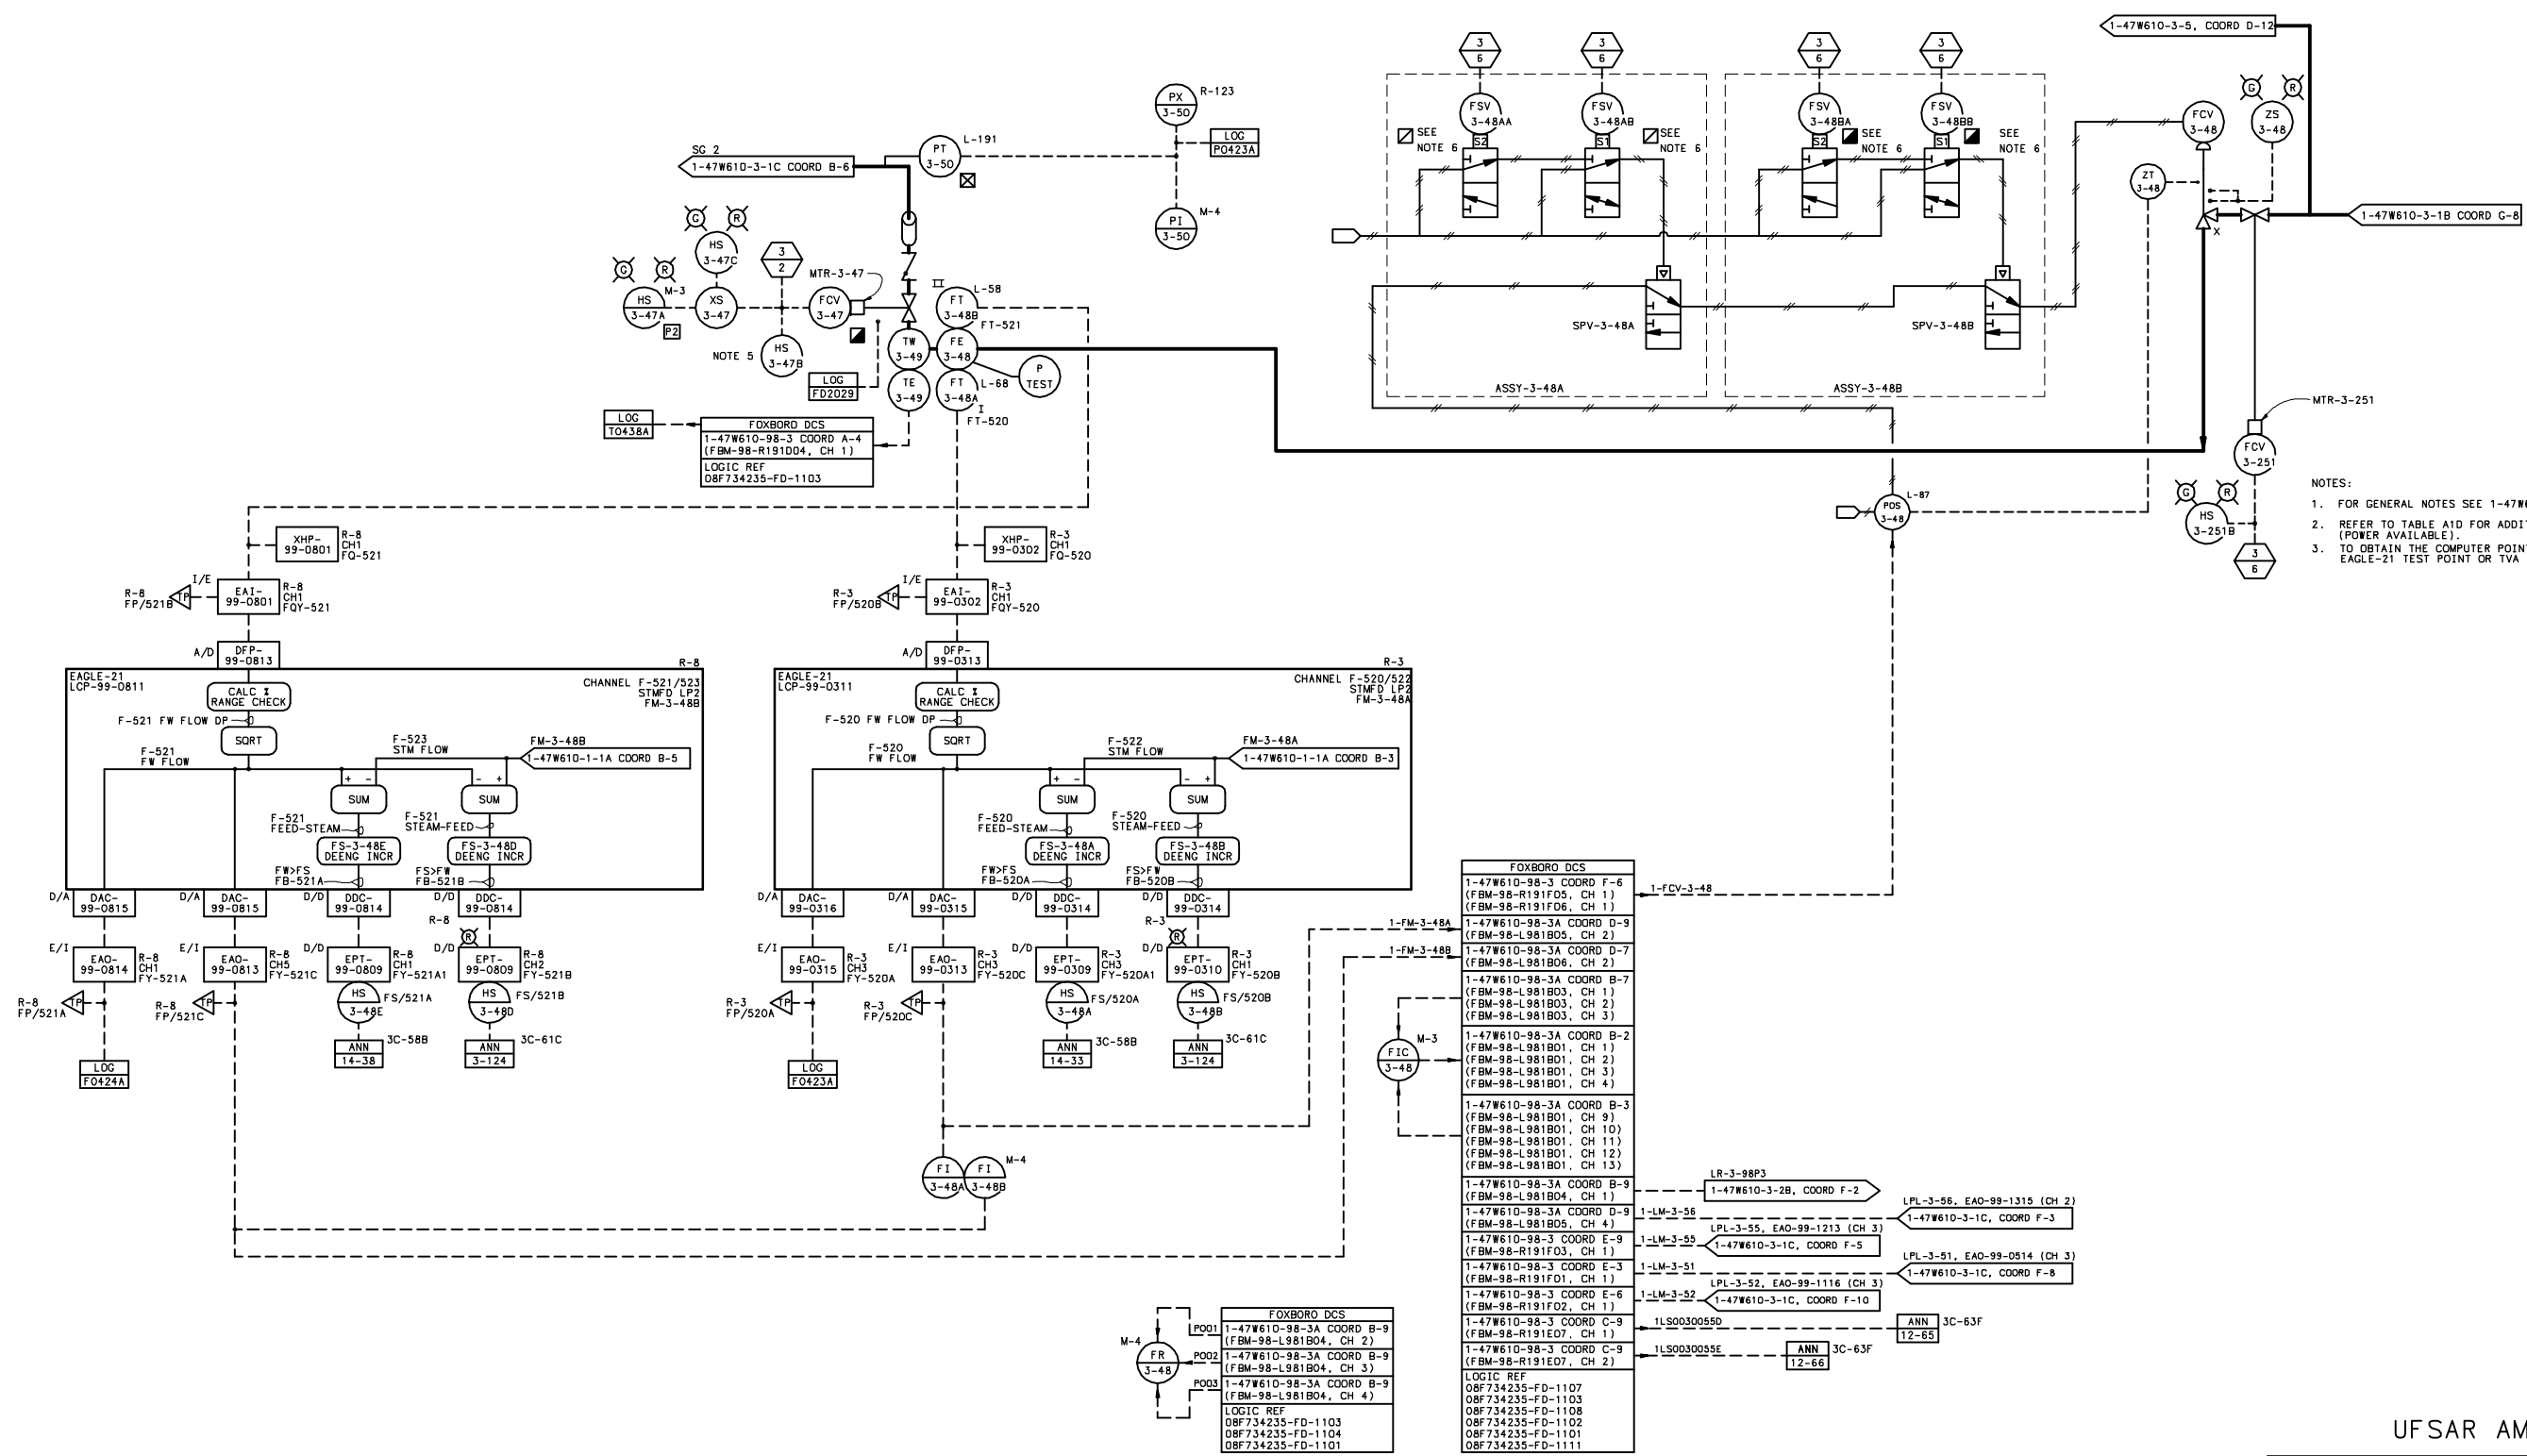 1-47W610-3-5, COORD D-12
3
6
3
6
3
6
3
6
FSV
3-48AA
S2
SEE
NOTE 6
FSV
3-48AB
S1
SEE
NOTE 6
FSV
3-48BA
S2
SEE
NOTE 6
FSV
3-48BB
S1
SEE
NOTE 6
FCV
3-48
G
R
ZS
3-48
ZT
3-48
X
1-47W610-3-1B COORD G-8
SPV-3-48A
SPV-3-48B
ASSY-3-48A
ASSY-3-48B
PX
3-50
R-123
LOG
P0423A
PT
3-50
L-191
PI
3-50
M-4
SG 2
1-47W610-3-1C COORD B-6
G
R
HS
3-47C
G
R
HS
3-47A
M-3
P2
XS
3-47
3
2
HS
3-47B
NOTE 5
FCV
3-47
MTR-3-47
II
FT
3-48B
L-58
FT-521
TW
3-49
FE
3-48
P
TEST
TE
3-49
FT
3-48A
L-68
I
FT-520
LOG
FD2029
LOG
T0438A
FOXBORO DCS
1-47W610-98-3 COORD A-4
(FBM-98-R191D04, CH 1)
LOGIC REF
08F734235-FD-1103
MTR-3-251
FCV
3-251
G
R
HS
3-251B
3
6
POS
3-48
L-87
NOTES:
1. FOR GENERAL NOTES SEE 1-47W6
2. REFER TO TABLE A1D FOR ADDIT
(POWER AVAILABLE).
3. TO OBTAIN THE COMPUTER POINT
EAGLE-21 TEST POINT OR TVA
XHP-
99-0801
R-8
CH1
FQ-521
I/E
R-8
FP/521B
TP
EAI-
99-0801
R-8
CH1
FQY-521
A/D
DFP-
99-0813
R-8
EAGLE-21
LCP-99-0811
CHANNEL F-521/523
STMFD LP2
FM-3-48B
CALC %
RANGE CHECK
F-521 FW FLOW DP
SQRT
F-521
FW FLOW
F-523
STM FLOW
FM-3-48B
1-47W610-1-1A COORD B-5
+ -
- +
SUM
SUM
F-521
FEED-STEAM
F-521
STEAM-FEED
FS-3-48E
DEENG INCR
FS-3-48D
DEENG INCR
FW>FS
FB-521A
FS>FW
FB-521B
D/A
DAC-
99-0815
D/A
DAC-
99-0815
D/D
DDC-
99-0814
D/D
DDC-
99-0814
R-8
R
E/I
EAO-
99-0814
R-8
CH1
FY-521A
E/I
EAO-
99-0813
R-8
CH5
FY-521C
D/D
EPT-
99-0809
R-8
CH1
FY-521A1
D/D
EPT-
99-0809
R-8
CH2
FY-521B
R-8
FP/521A
TP
R-8
FP/521C
TP
HS
3-48E
FS/521A
HS
3-48D
FS/521B
LOG
F0424A
ANN
14-38
3C-58B
ANN
3-124
3C-61C
XHP-
99-0302
R-3
CH1
FQ-520
I/E
R-3
FP/520B
TP
EAI-
99-0302
R-3
CH1
FQY-520
A/D
DFP-
99-0313
R-3
EAGLE-21
LCP-99-0311
CHANNEL F-520/522
STMFD LP2
FM-3-48A
CALC %
RANGE CHECK
F-520 FW FLOW DP
SQRT
F-520
FW FLOW
F-522
STM FLOW
FM-3-48A
1-47W610-1-1A COORD B-3
+ -
- +
SUM
SUM
F-520
FEED-STEAM
F-520
STEAM-FEED
FS-3-48A
DEENG INCR
FS-3-48B
DEENG INCR
FW>FS
FB-520A
FS>FW
FB-520B
D/A
DAC-
99-0316
D/A
DAC-
99-0315
D/D
DDC-
99-0314
D/D
DDC-
99-0314
R-3
R
E/I
EAO-
99-0315
R-3
CH3
FY-520A
E/I
EAO-
99-0313
R-3
CH3
FY-520C
D/D
EPT-
99-0309
R-3
CH3
FY-520A1
D/D
EPT-
99-0310
R-3
CH1
FY-520B
R-3
FP/520A
TP
R-3
FP/520C
TP
HS
3-48A
FS/520A
HS
3-48B
FS/520B
LOG
F0423A
ANN
14-33
3C-58B
ANN
3-124
3C-61C
FI
3-48A
FI
3-48B
M-4
1-FM-3-48A
1-FM-3-48B
FIC
3-48
M-3
FOXBORO DCS
1-47W610-98-3 COORD F-6
(FBM-98-R191F05, CH 1)
(FBM-98-R191F06, CH 1)
1-FCV-3-48
1-47W610-98-3A COORD D-9
(FBM-98-L981B05, CH 2)
1-47W610-98-3A COORD D-7
(FBM-98-L981B06, CH 2)
1-47W610-98-3A COORD B-7
(FBM-98-L981B03, CH 1)
(FBM-98-L981B03, CH 2)
(FBM-98-L981B03, CH 3)
1-47W610-98-3A COORD B-2
(FBM-98-L981B01, CH 1)
(FBM-98-L981B01, CH 2)
(FBM-98-L981B01, CH 3)
(FBM-98-L981B01, CH 4)
1-47W610-98-3A COORD B-3
(FBM-98-L981B01, CH 9)
(FBM-98-L981B01, CH 10)
(FBM-98-L981B01, CH 11)
(FBM-98-L981B01, CH 12)
(FBM-98-L981B01, CH 13)
1-47W610-98-3A COORD B-9
(FBM-98-L981B04, CH 1)
LR-3-98P3
1-47W610-3-2B, COORD F-2
1-47W610-98-3A COORD D-9
(FBM-98-L981B05, CH 4)
1-LM-3-56
LPL-3-56, EAO-99-1315 (CH 2)
1-47W610-3-1C, COORD F-3
1-47W610-98-3 COORD E-9
(FBM-98-R191F03, CH 1)
1-LM-3-55
LPL-3-55, EAO-99-1213 (CH 3)
1-47W610-3-1C, COORD F-5
1-47W610-98-3 COORD E-3
(FBM-98-R191F01, CH 1)
1-LM-3-51
LPL-3-51, EAO-99-0514 (CH 3)
1-47W610-3-1C, COORD F-8
1-47W610-98-3 COORD E-6
(FBM-98-R191F02, CH 1)
1-LM-3-52
LPL-3-52, EAO-99-1116 (CH 3)
1-47W610-3-1C, COORD F-10
1-47W610-98-3 COORD C-9
(FBM-98-R191E07, CH 1)
1LS0030055D
ANN
12-65
3C-63F
1-47W610-98-3 COORD C-9
(FBM-98-R191E07, CH 2)
1LS0030055E
ANN
12-66
3C-63F
LOGIC REF
08F734235-FD-1107
08F734235-FD-1103
08F734235-FD-1108
08F734235-FD-1102
08F734235-FD-1101
08F734235-FD-1111
M-4
FR
3-48
FOXBORO DCS
P001
1-47W610-98-3A COORD B-9
(FBM-98-L981B04, CH 2)
P002
1-47W610-98-3A COORD B-9
(FBM-98-L981B04, CH 3)
P003
1-47W610-98-3A COORD B-9
(FBM-98-L981B04, CH 4)
LOGIC REF
08F734235-FD-1103
08F734235-FD-1104
08F734235-FD-1101
UFSAR AM